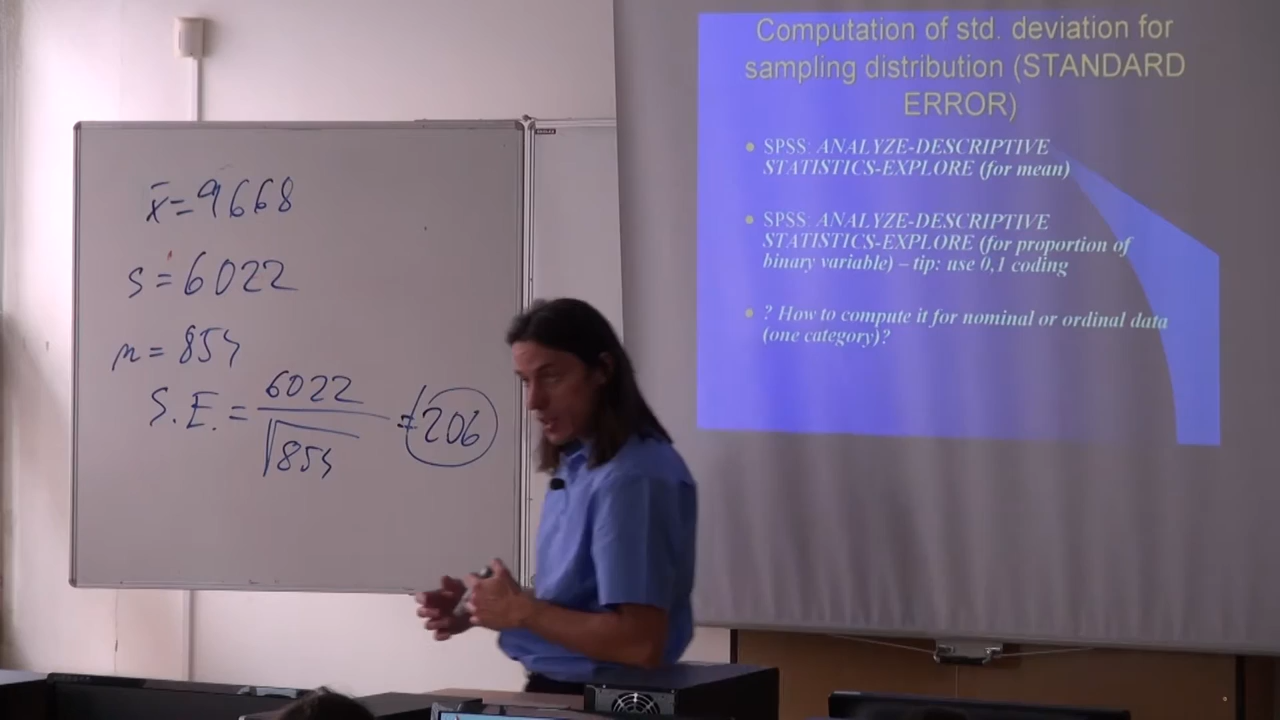 x̄=9668
s=6022
n=854
S.E.= 6022
√854
=206
Computation of std. deviation for
sampling distribution (STANDARD
ERROR)
• SPSS: ANALYZE-DESCRIPTIVE
STATISTICS-EXPLORE (for mean)
• SPSS: ANALYZE-DESCRIPTIVE
STATISTICS-EXPLORE (for proportion of
binary variable) – tip: use 0,1 coding
• ? How to compute it for nominal or ordinal data
(one category)?